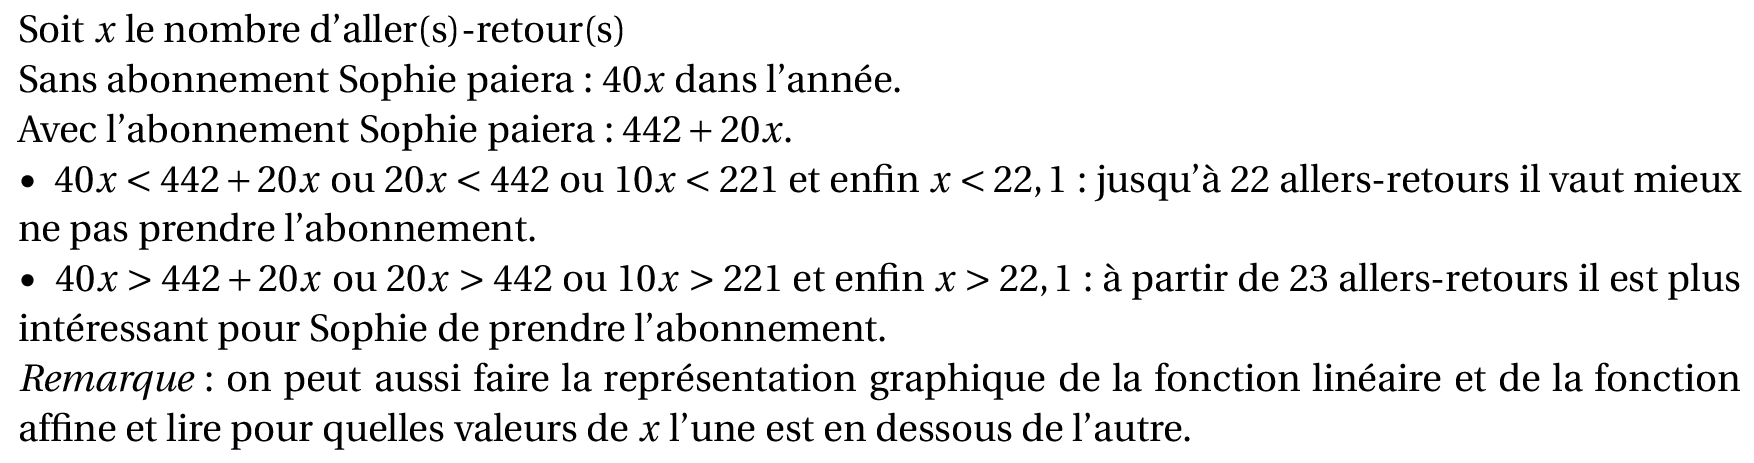 Soit x le nombre d’aller(s)-retour(s)
Sans abonnement Sophie paiera : 40x dans l’année.
Avec l’abonnement Sophie paiera : 442 + 20x.
• 40x < 442 + 20x ou 20x < 442 ou 10x < 221 et enfin x < 22,1 : jusqu’à 22 allers-retours il vaut mieux
ne pas prendre l’abonnement.
• 40x > 442 + 20x ou 20x > 442 ou 10x > 221 et enfin x > 22,1 : à partir de 23 allers-retours il est plus
intéressant pour Sophie de prendre l’abonnement.
Remarque : on peut aussi faire la représentation graphique de la fonction linéaire et de la fonction
affine et lire pour quelles valeurs de x l’une est en dessous de l’autre.